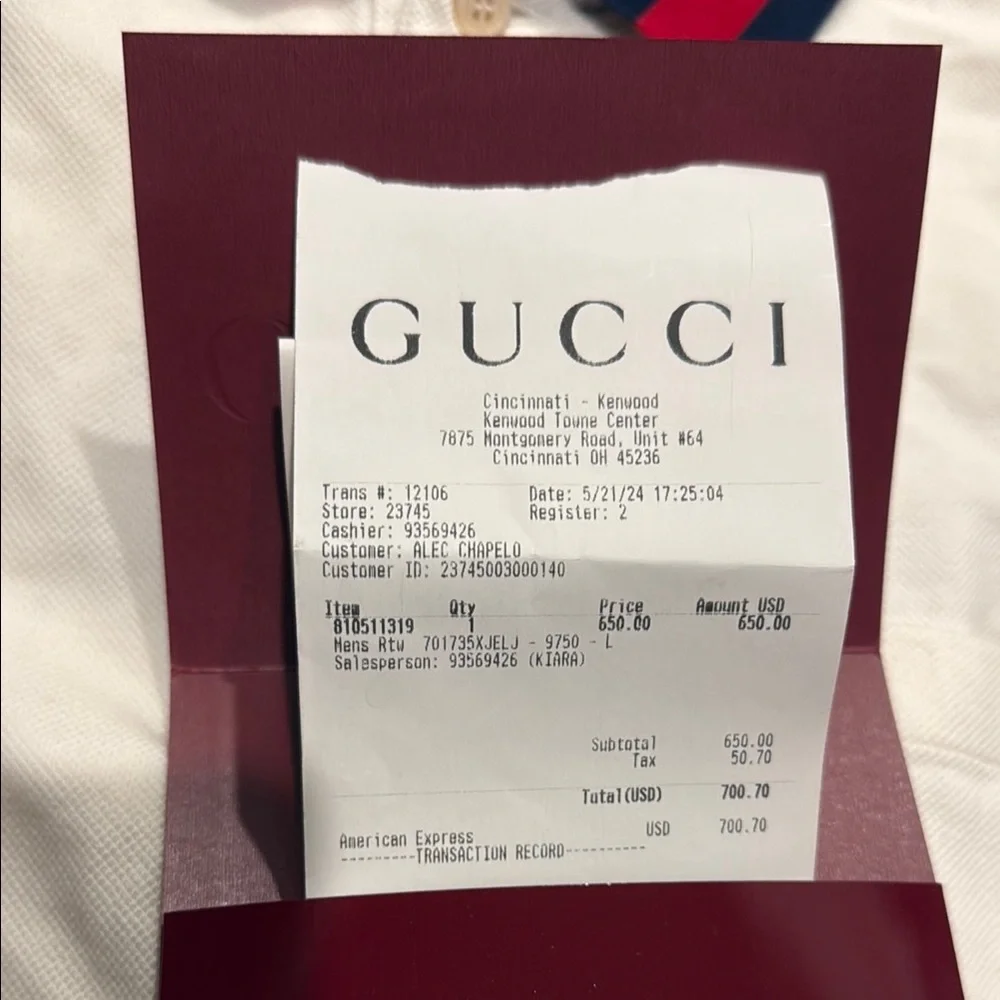 GUCCI
Cincinnati - Kenwood
Kenwood Towne Center
7875 Montgomery Road, Unit #64
Cincinnati OH 45236
Trans #: 12106 Date: 5/21/24 17:25:04
Store: 23745 Register: 2
Cashier: 93569426
Customer: ALEC CHAPELO
Customer ID: 23745003000140
Item Qty Price Amount USD
810511319 1 650.00 650.00
Mens Rtw 701735XJELJ - 9750 - L
Salesperson: 93569426 (KIARA)
Subtotal 650.00
Tax 50.70
Total(USD) 700.70
American Express USD 700.70
---------TRANSACTION RECORD----------